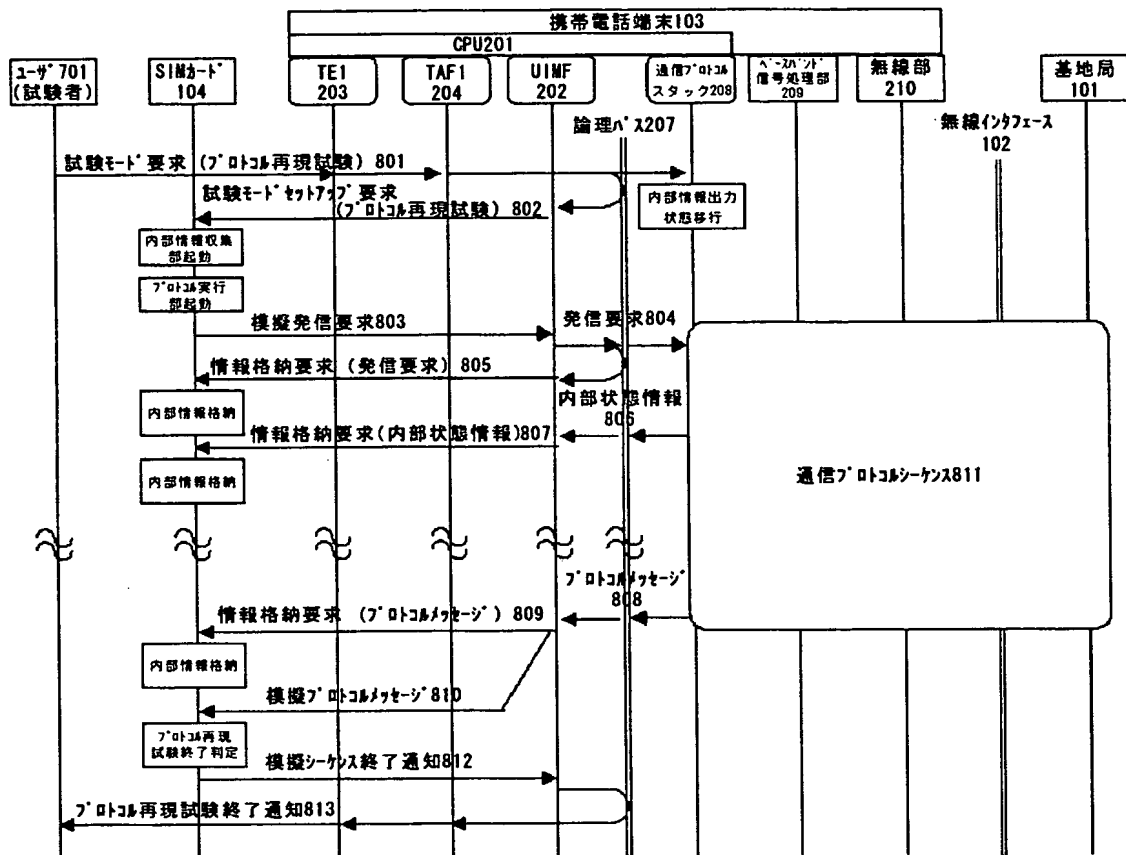 携帯電話端末103
CPU201
ユーザ701
(試験者)
SIMカード
104
TE1
203
TAF1
204
UIMF
202
通信プロトコル
スタック208
ベースバンド
信号処理部
209
無線部
210
基地局
101
論理パス207
無線インタフェース
102
試験モード要求 (プロトコル再現試験) 801
試験モードセットアップ要求
(プロトコル再現試験) 802
内部情報出力
状態移行
内部情報収集
部起動
プロトコル実行
部起動
模擬発信要求803
発信要求804
情報格納要求 (発信要求) 805
内部情報格納
内部状態情報
806
情報格納要求(内部状態情報)807
内部情報格納
通信プロトコルシーケンス811
プロトコルメッセージ
808
情報格納要求 (プロトコルメッセージ) 809
内部情報格納
模擬プロトコルメッセージ810
プロトコル再現
試験終了判定
模擬シーケンス終了通知812
プロトコル再現試験終了通知813